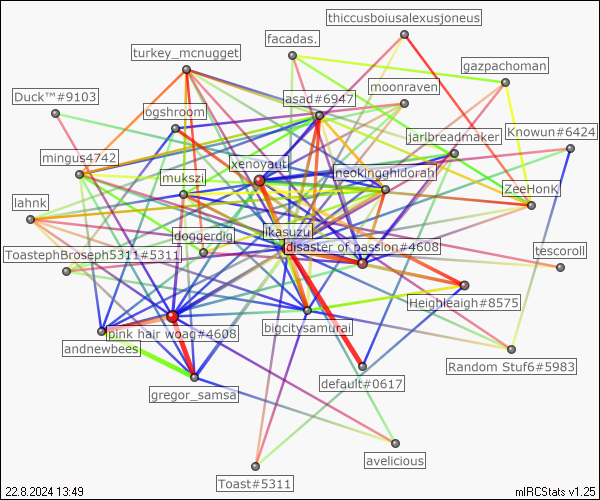 thiccusboiusalexusjoneus
facadas.
turkey_mcnugget
gazpachoman
moonraven
Duck™#9103
asad#6947
ogshroom
jarlbreadmaker
Knowun#6424
mingus4742
xenoyaut
neokingghidorah
mukszi
ZeeHonK
lahnk
ikasuzu
doggerdig
disaster of passion#4608
ToastephBroseph5311#5311
tescoroll
Heighleigh#8575
bigcitysamurai
pink hair woag#4608
andnewbees
Random Stuf6#5983
default#0617
gregor_samsa
avelicious
Toast#5311
22.8.2024 13:49
mIRCStats v1.25